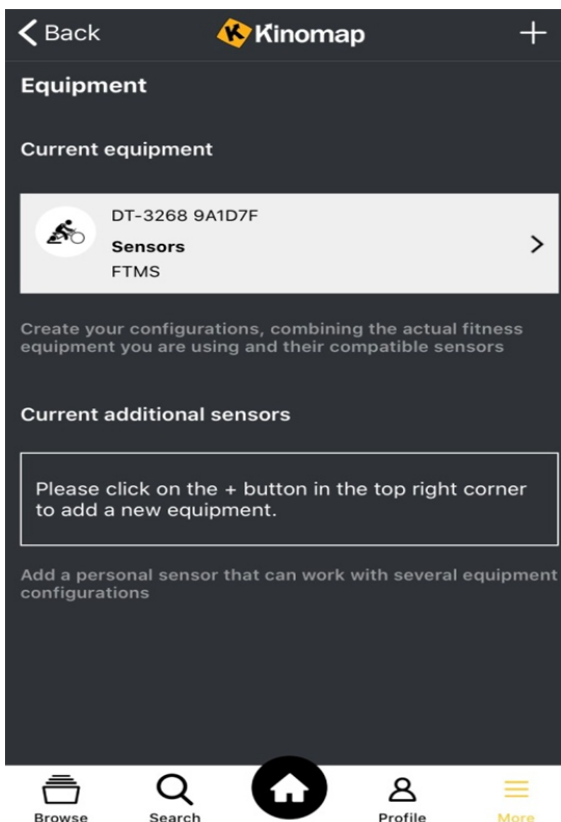 Back
Kinomap
+
Equipment
Current equipment
DT-3268 9A1D7F
Sensors
FTMS
Create your configurations, combining the actual fitness
equipment you are using and their compatible sensors
Current additional sensors
Please click on the + button in the top right corner
to add a new equipment.
Add a personal sensor that can work with several equipment
configurations
Browse
Search
Profile
More